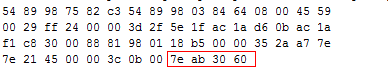 54 89 98 75 82 c3 54 89 98 03 84 64 08 00 45 59
00 29 ff 24 00 00 3d 2f 5e 1f ac 1a d6 0b ac 1a
f1 c8 30 00 88 81 98 01 18 b5 00 00 35 2a a7 7e
7e 21 45 00 00 3c 0b 00 7e ab 30 60